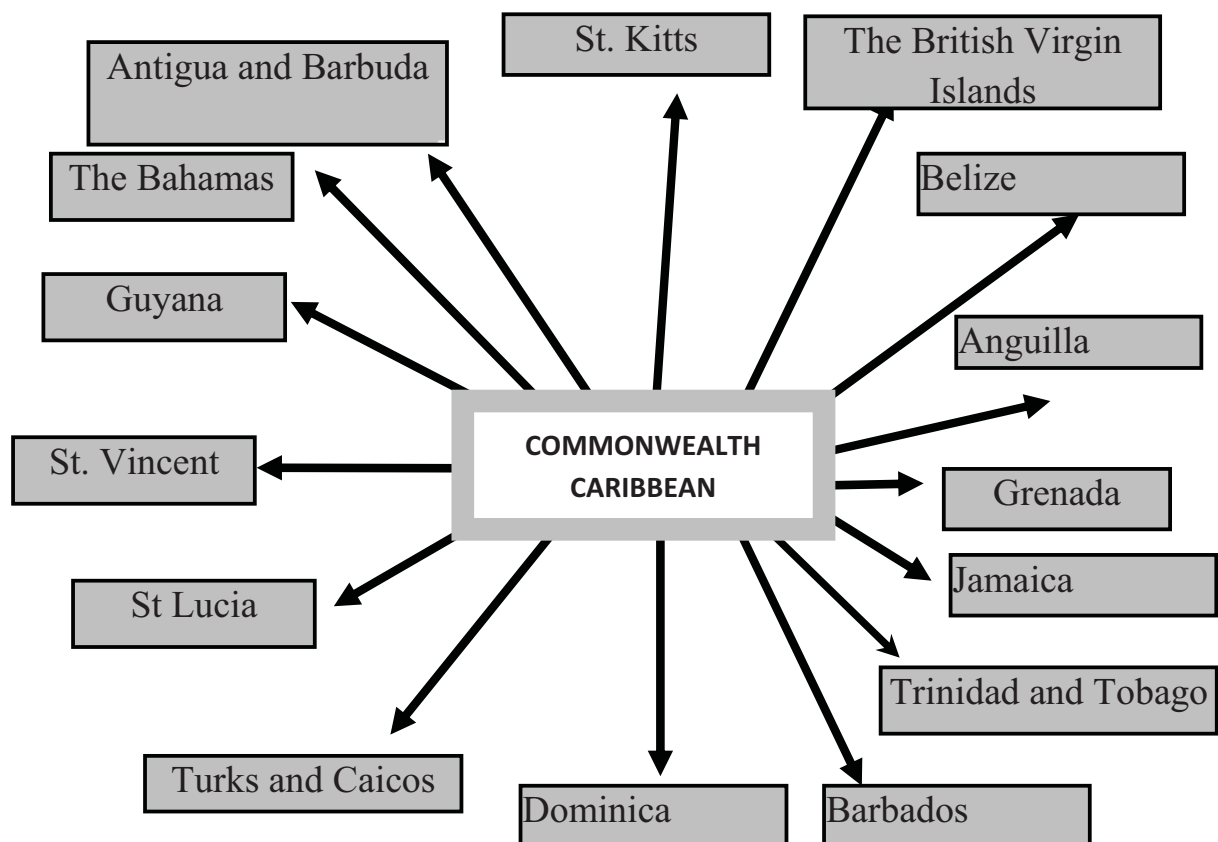 St. Kitts
The British Virgin
Islands
Antigua and Barbuda
The Bahamas
Belize
Guyana
Anguilla
COMMONWEALTH
CARIBBEAN
St. Vincent
Grenada
Jamaica
St Lucia
Trinidad and Tobago
Turks and Caicos
Dominica
Barbados